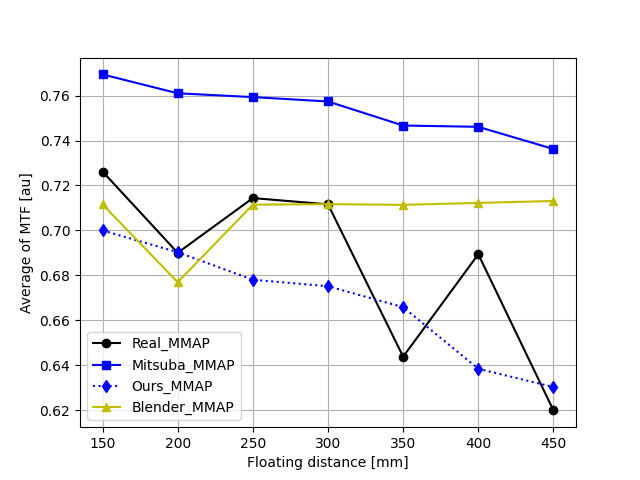 0.76
0.74
0.72
0.70
0.68
0.66
0.64
0.62
Average of MTF [au]
Real_MMAP
Mitsuba_MMAP
Ours_MMAP
Blender_MMAP
150 200 250 300 350 400 450
Floating distance [mm]